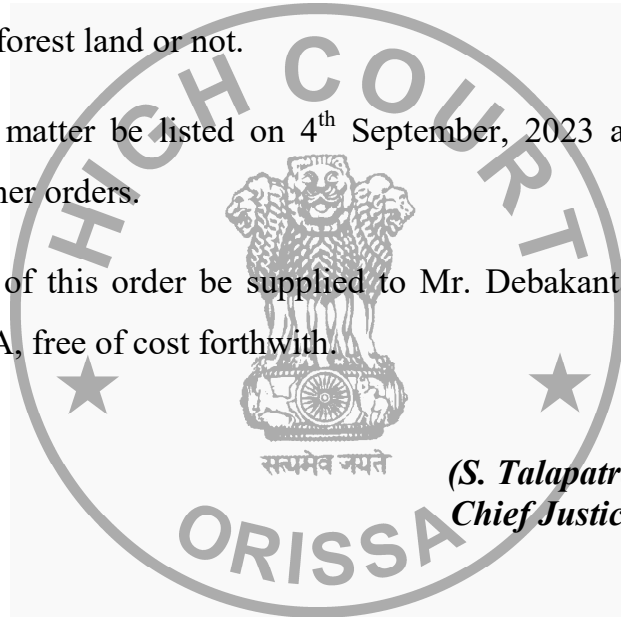 forest land or not.
matter be listed on 4th September, 2023 a
her orders.
of this order be supplied to Mr. Debakant
A, free of cost forthwith.
(S. Talapatr
Chief Justic
HIGH COURT
सत्यमेव जयते
ORISSA